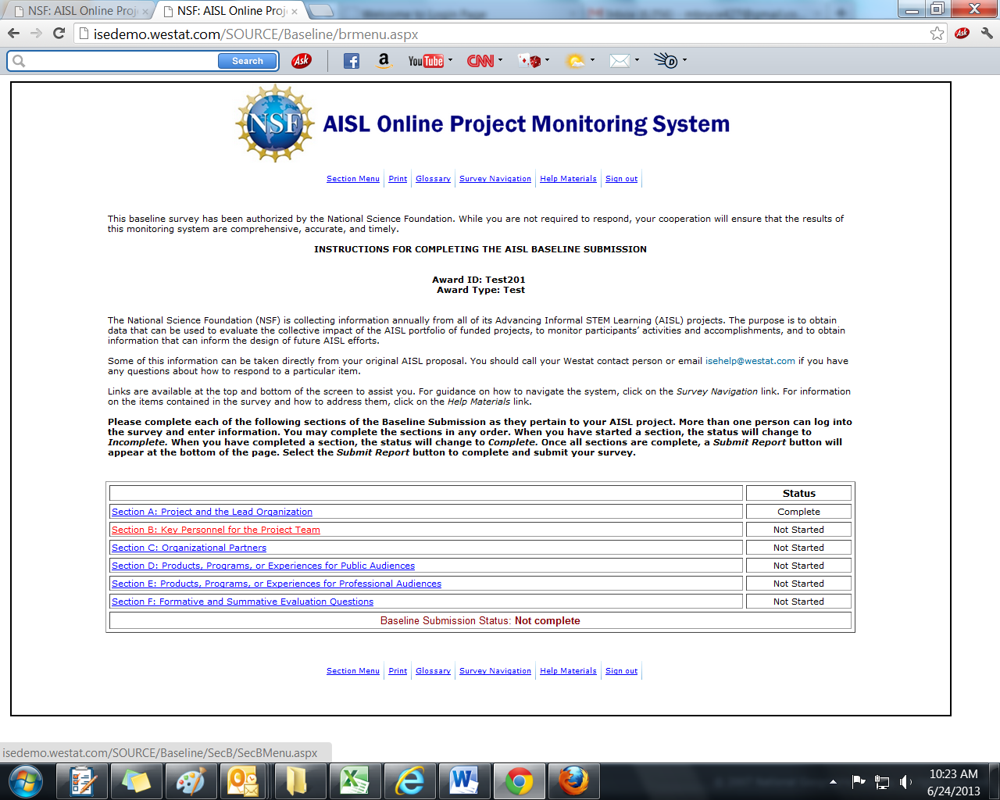 NSF: AISL Online Proj
NSF: AISL Online Proj
isedemo.westat.com/SOURCE/Baseline/brmenu.aspx
Ask
Search
Ask
a
YouTube
CNN
D
NSF
AISL Online Project Monitoring System
Section Menu Print Glossary Survey Navigation Help Materials Sign out
This baseline survey has been authorized by the National Science Foundation. While you are not required to respond, your cooperation will ensure that the results of
this monitoring system are comprehensive, accurate, and timely.
INSTRUCTIONS FOR COMPLETING THE AISL BASELINE SUBMISSION
Award ID: Test201
Award Type: Test
The National Science Foundation (NSF) is collecting information annually from all of its Advancing Informal STEM Learning (AISL) projects. The purpose is to obtain
data that can be used to evaluate the collective impact of the AISL portfolio of funded projects, to monitor participants’ activities and accomplishments, and to obtain
information that can inform the design of future AISL efforts.
Some of this information can be taken directly from your original AISL proposal. You should call your Westat contact person or email isehelp@westat.com if you have
any questions about how to respond to a particular item.
Links are available at the top and bottom of the screen to assist you. For guidance on how to navigate the system, click on the Survey Navigation link. For information
on the items contained in the survey and how to address them, click on the Help Materials link.
Please complete each of the following sections of the Baseline Submission as they pertain to your AISL project. More than one person can log into
the survey and enter information. You may complete the sections in any order. When you have started a section, the status will change to
Incomplete. When you have completed a section, the status will change to Complete. Once all sections are complete, a Submit Report button will
appear at the bottom of the page. Select the Submit Report button to complete and submit your survey.
Status
Section A: Project and the Lead Organization Complete
Section B: Key Personnel for the Project Team Not Started
Section C: Organizational Partners Not Started
Section D: Products, Programs, or Experiences for Public Audiences Not Started
Section E: Products, Programs, or Experiences for Professional Audiences Not Started
Section F: Formative and Summative Evaluation Questions Not Started
Baseline Submission Status: Not complete
Section Menu Print Glossary Survey Navigation Help Materials Sign out
isedemo.westat.com/SOURCE/Baseline/SecB/SecBMenu.aspx
10:23 AM
6/24/2013